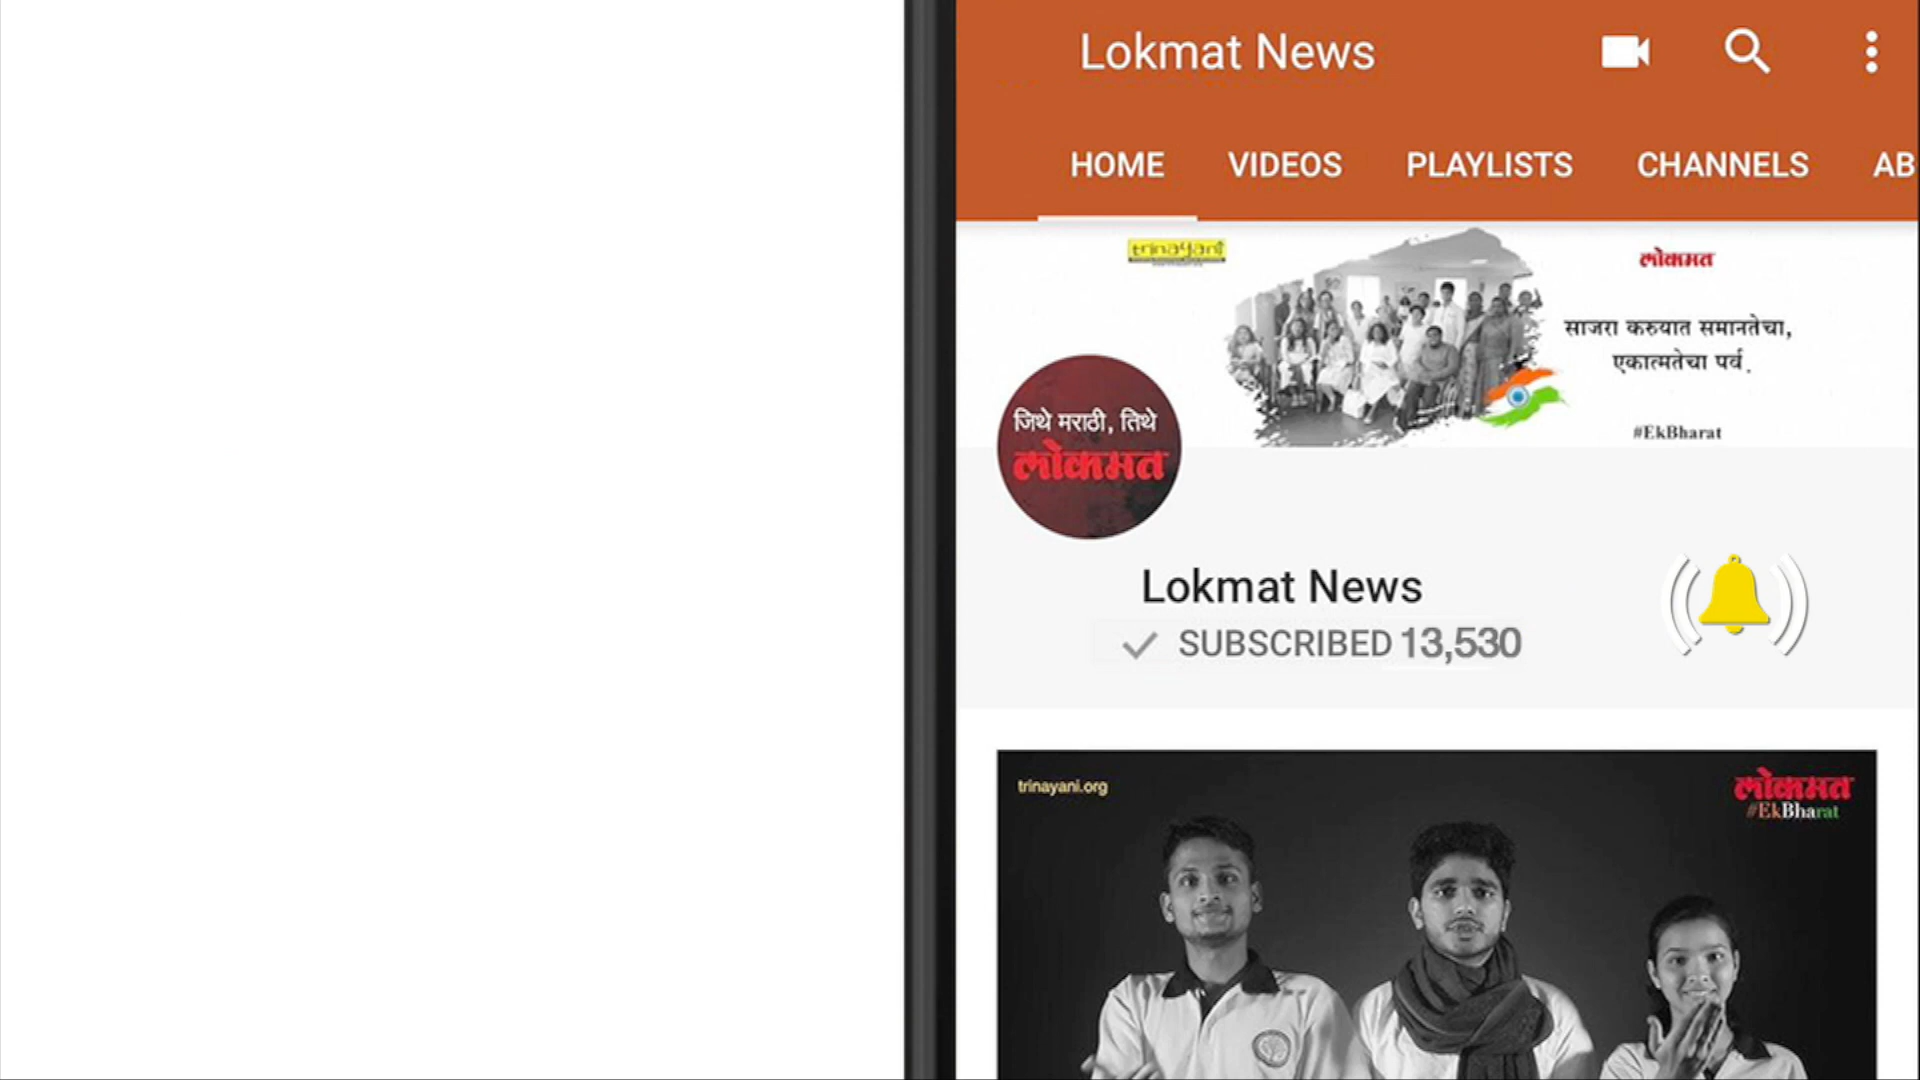 Lokmat News
HOME VIDEOS PLAYLISTS CHANNELS AB
trinayani
लोकमत
साजरा करुयात समानतेचा,
एकात्मतेचा पर्व.
#EkBharat
जिथे मराठी, तिथे
लोकमत
Lokmat News
SUBSCRIBED 13,530
trinayani.org
लोकमत
#EkBharat